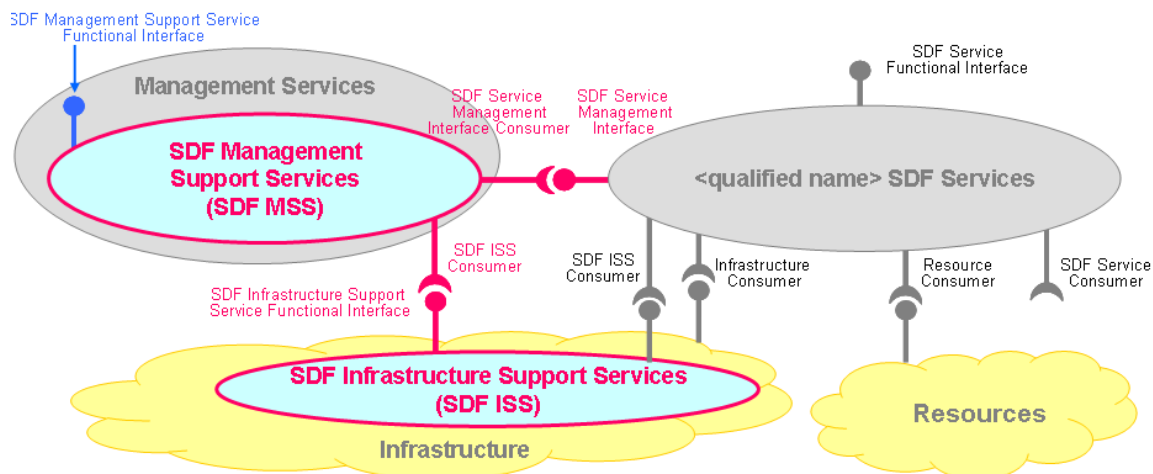 SDF Management Support Service
Functional Interface
Management Services
SDF Management
Support Services
(SDF MSS)
SDF Service
Management
Interface Consumer
SDF Service
Management
Interface
SDF Service
Functional Interface
<qualified name> SDF Services
SDF ISS
Consumer
SDF Infrastructure Support
Service Functional Interface
SDF ISS
Consumer
Infrastructure
Consumer
Resource
Consumer
SDF Service
Consumer
SDF Infrastructure Support Services
(SDF ISS)
Infrastructure
Resources